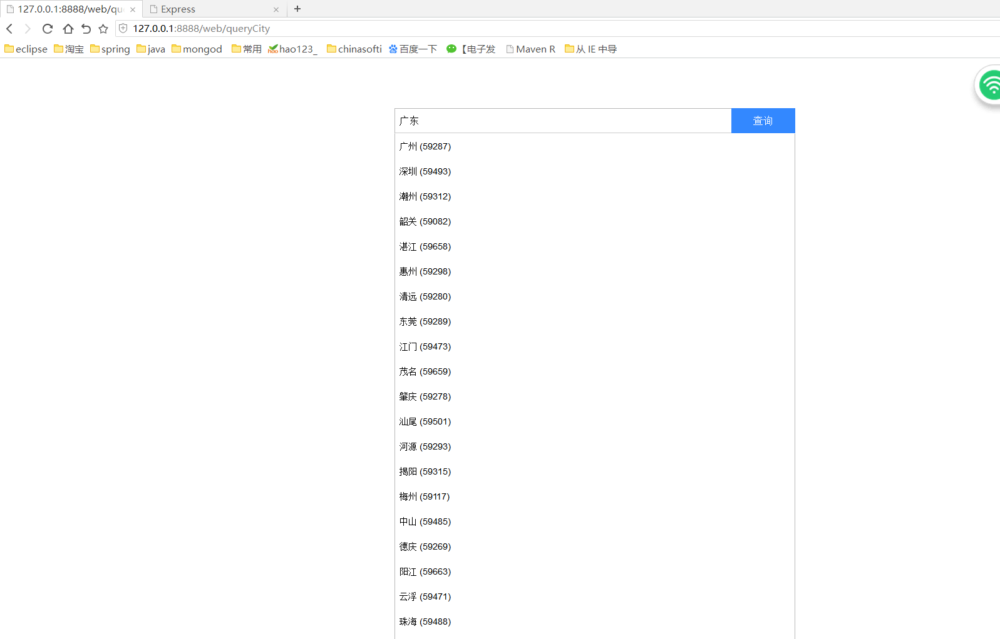 127.0.0.1:8888/web/qu Express
127.0.0.1:8888/web/queryCity
eclipse 淘宝 spring java mongod 常用 hao123_ chinasofti 百度一下 【电子发 Maven R 从 IE 中导
广东 查询
广州 (59287)
深圳 (59493)
潮州 (59312)
韶关 (59082)
湛江 (59658)
惠州 (59298)
清远 (59280)
东莞 (59289)
江门 (59473)
茂名 (59659)
肇庆 (59278)
汕尾 (59501)
河源 (59293)
揭阳 (59315)
梅州 (59117)
中山 (59485)
德庆 (59269)
阳江 (59663)
云浮 (59471)
珠海 (59488)